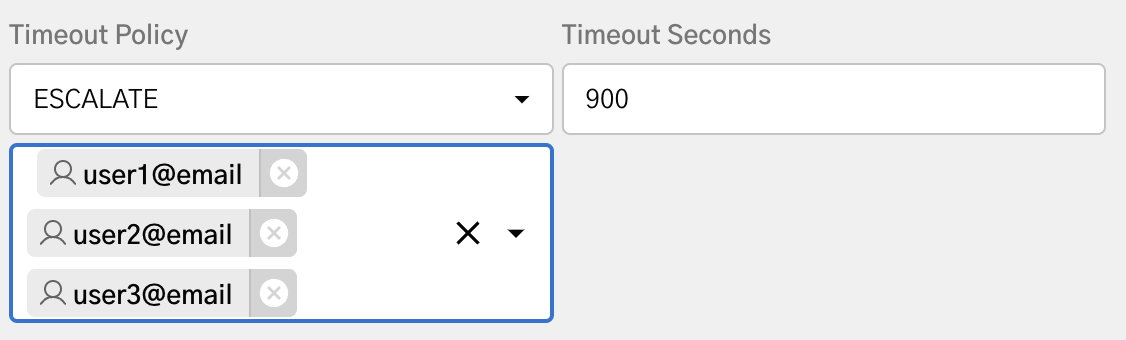 Timeout Policy
Timeout Seconds
ESCALATE
900
user1@email
user2@email
user3@email